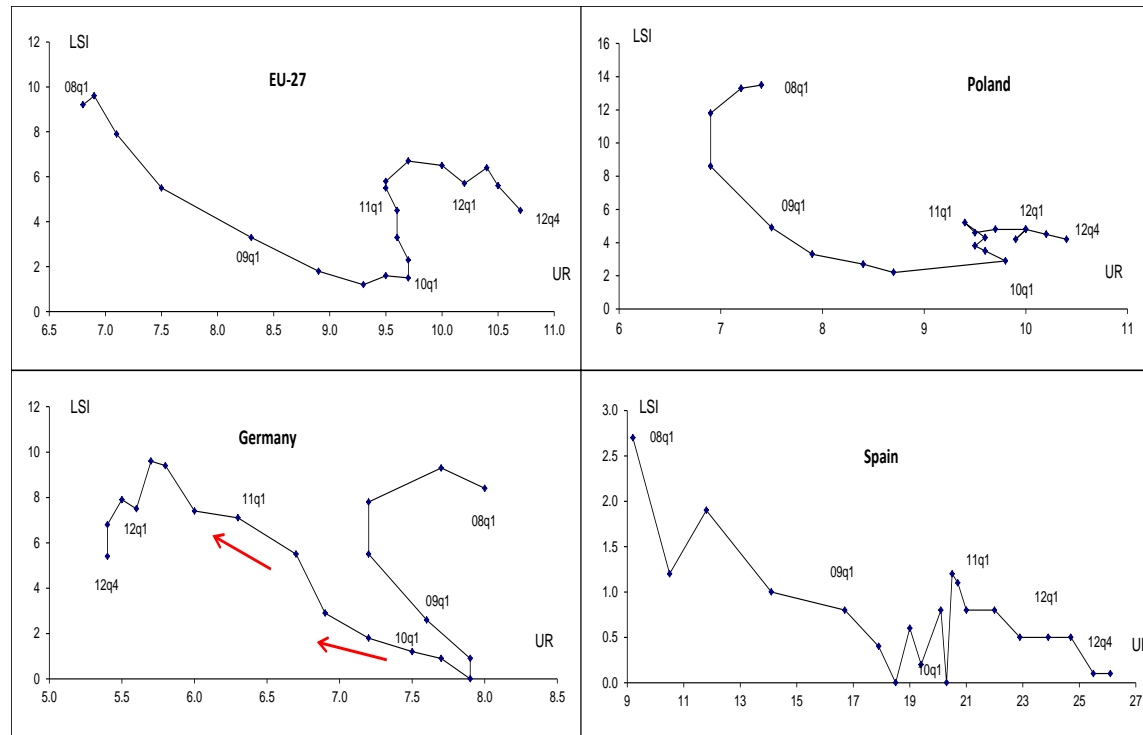 LSI
EU-27
12
10
8
6
4
2
0
08q1
09q1
10q1
11q1
12q1
12q4
UR
6.5 7.0 7.5 8.0 8.5 9.0 9.5 10.0 10.5 11.0
LSI
Poland
16
14
12
10
8
6
4
2
0
08q1
09q1
11q1
12q1
12q4
10q1
UR
6 7 8 9 10 11
LSI
Germany
12
10
8
6
4
2
0
11q1
08q1
12q1
12q4
09q1
10q1
UR
5.0 5.5 6.0 6.5 7.0 7.5 8.0 8.5
LSI
Spain
3.0
2.5
2.0
1.5
1.0
0.5
0.0
08q1
09q1
11q1
10q1
12q1
12q4
UR
9 11 13 15 17 19 21 23 25 27